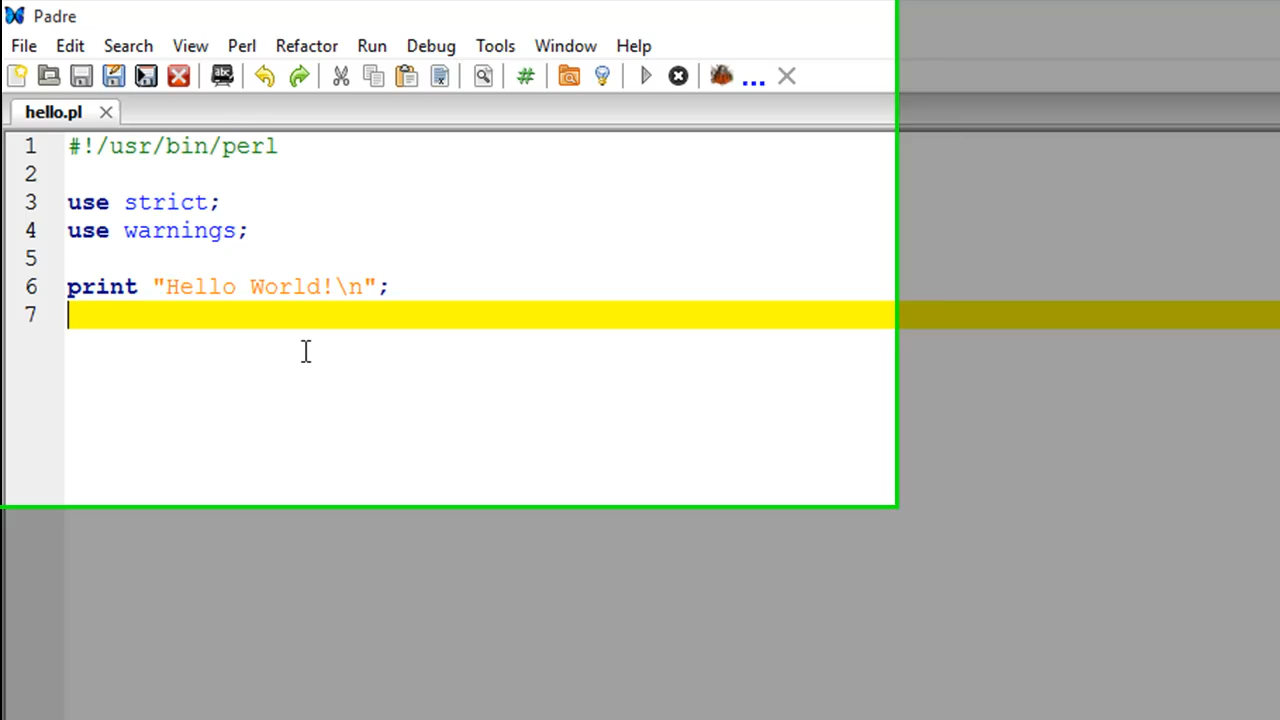 Padre
File Edit Search View Perl Refactor Run Debug Tools Window Help
abc # ...
hello.pl
1 #!/usr/bin/perl
2
3 use strict;
4 use warnings;
5
6 print "Hello World!\n";
7